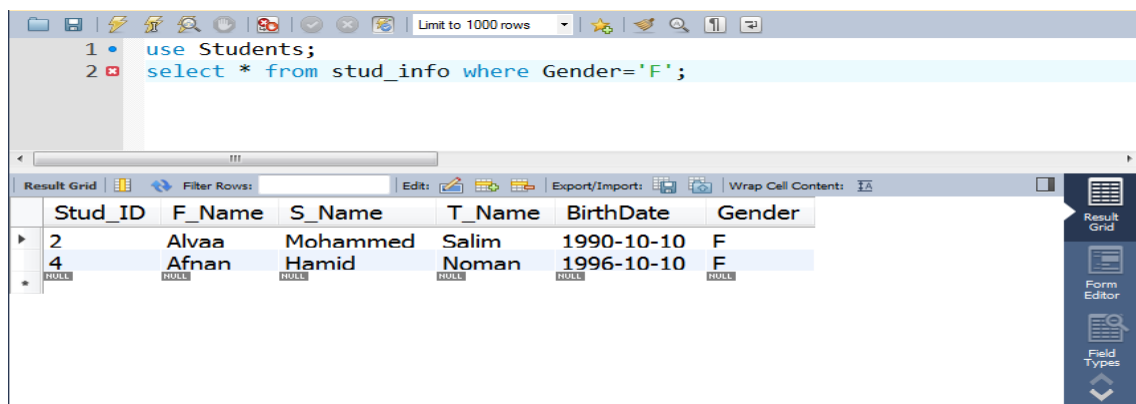 Limit to 1000 rows
1 use Students;
2 select * from stud_info where Gender='F';
Result Grid Filter Rows: Edit: Export/Import: Wrap Cell Content:
Stud_ID F_Name S_Name T_Name BirthDate Gender
2 Alvaa Mohammed Salim 1990-10-10 F
4 Afnan Hamid Noman 1996-10-10 F
NULL NULL NULL NULL NULL NULL
Result
Grid
Form
Editor
Field
Types